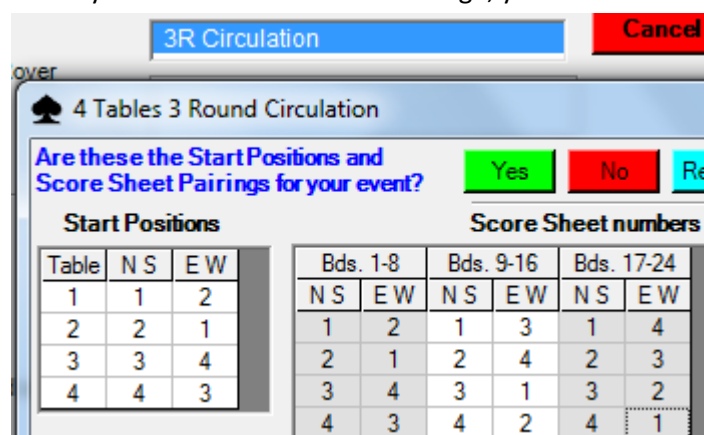 3R Circulation
Cancel
over
4 Tables 3 Round Circulation
Are these the Start Positions and
Score Sheet Pairings for your event?
Yes
No
Re
Start Positions
Score Sheet numbers
Table N S E W
1 1 2
2 2 1
3 3 4
4 4 3
Bds. 1-8 Bds. 9-16 Bds. 17-24
N S E W N S E W N S E W
1 2 1 3 1 4
2 1 2 4 2 3
3 4 3 1 3 2
4 3 4 2 4 1